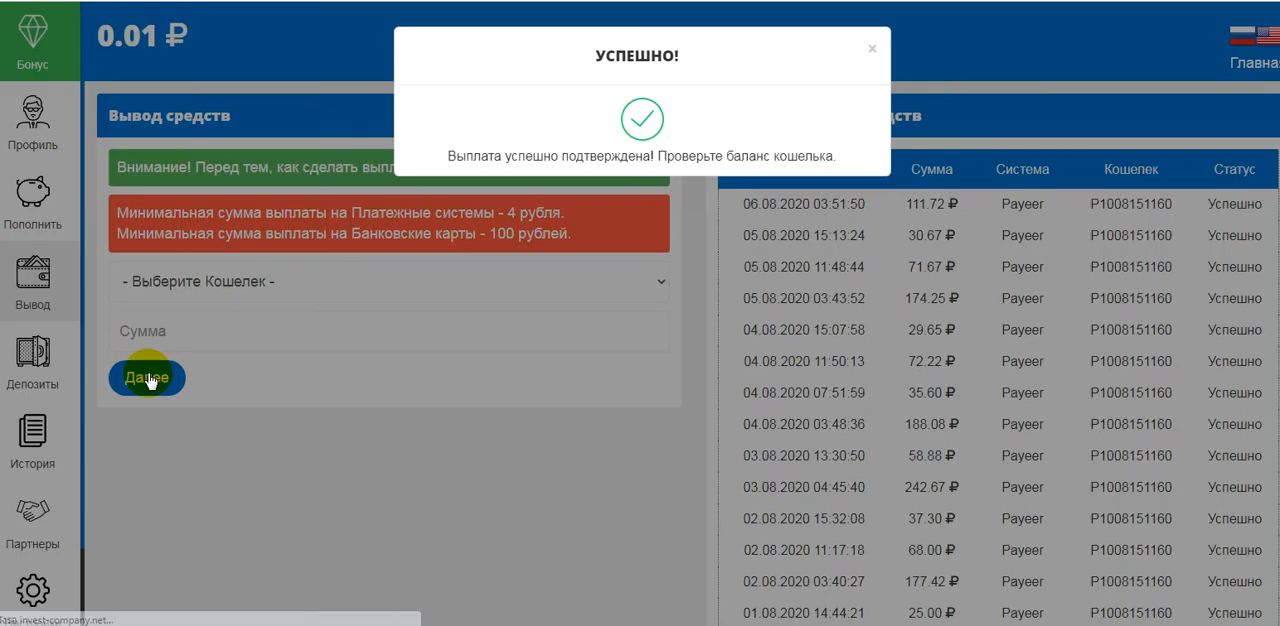 0.01 ₽
Бонус
Профиль
Пополнить
Вывод
Депозиты
История
Партнеры
Главна
УСПЕШНО!
×
Выплата успешно подтверждена! Проверьте баланс кошелька.
Вывод средств
Внимание! Перед тем, как сделать
Минимальная сумма выплаты на Платежные системы - 4 рубля.
Минимальная сумма выплаты на Банковские карты - 100 рублей.
- Выберите Кошелек -
Сумма
Далее
Сумма Система Кошелек Статус
06.08.2020 03:51:50 111.72 ₽ Payeer P1008151160 Успешно
05.08.2020 15:13:24 30.67 ₽ Payeer P1008151160 Успешно
05.08.2020 11:48:44 71.67 ₽ Payeer P1008151160 Успешно
05.08.2020 03:43:52 174.25 ₽ Payeer P1008151160 Успешно
04.08.2020 15:07:58 29.65 ₽ Payeer P1008151160 Успешно
04.08.2020 11:50:13 72.22 ₽ Payeer P1008151160 Успешно
04.08.2020 07:51:59 35.60 ₽ Payeer P1008151160 Успешно
04.08.2020 03:48:36 188.08 ₽ Payeer P1008151160 Успешно
03.08.2020 13:30:50 58.88 ₽ Payeer P1008151160 Успешно
03.08.2020 04:45:40 242.67 ₽ Payeer P1008151160 Успешно
02.08.2020 15:32:08 37.30 ₽ Payeer P1008151160 Успешно
02.08.2020 11:17:18 68.00 ₽ Payeer P1008151160 Успешно
02.08.2020 03:40:27 177.42 ₽ Payeer P1008151160 Успешно
01.08.2020 14:44:21 25.00 ₽ Payeer P1008151160 Успешно
invest-company.net...